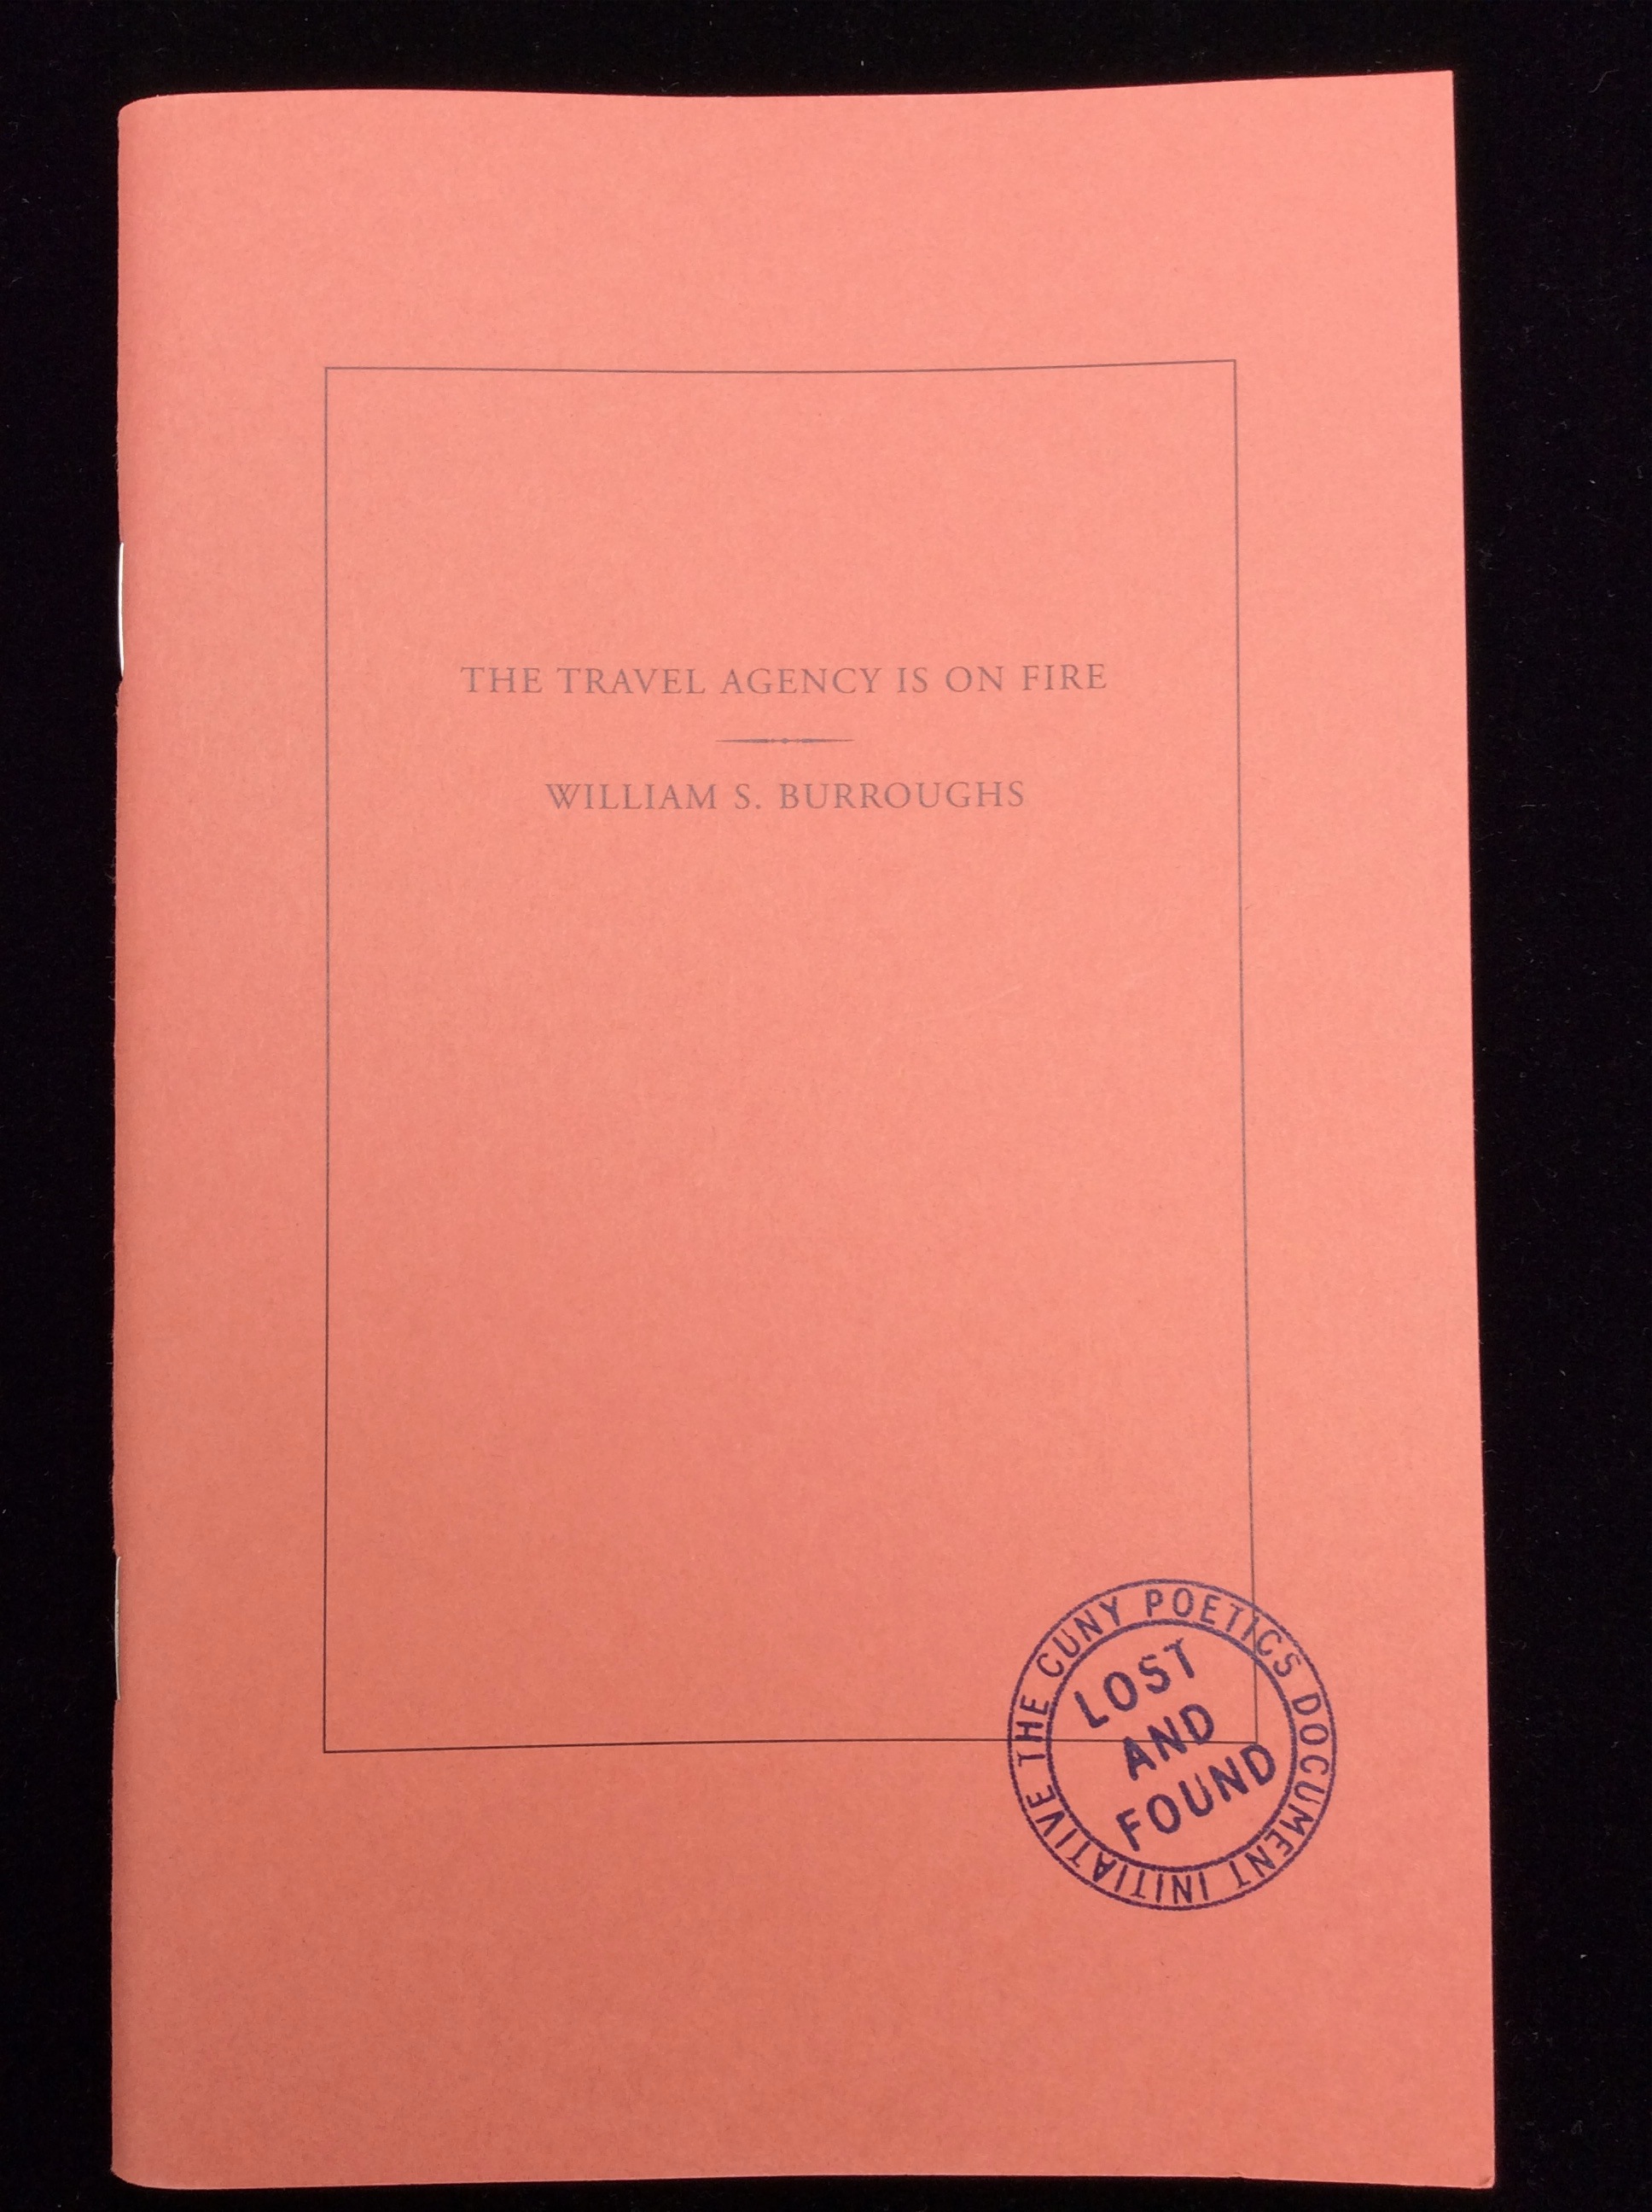 THE TRAVEL AGENCY IS ON FIRE
WILLIAM S. BURROUGHS
THE CUNY POETICS DOCUMENT INITIATIVE
LOST
AND
FOUND